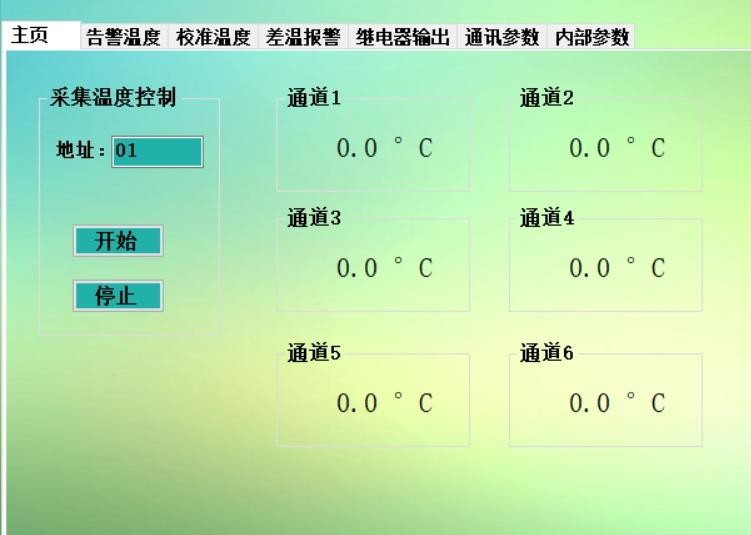 主页 告警温度 校准温度 差温报警 继电器输出 通讯参数 内部参数
采集温度控制
地址：01
开始
停止
通道1
0.0 °C
通道2
0.0 °C
通道3
0.0 °C
通道4
0.0 °C
通道5
0.0 °C
通道6
0.0 °C